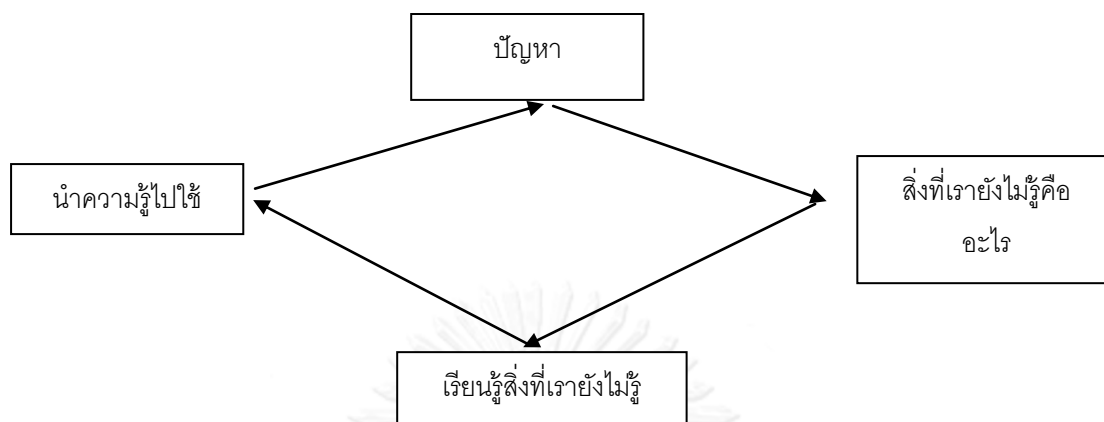 ปัญหา
นำความรู้ไปใช้
สิ่งที่เรายังไม่รู้คือ
อะไร
เรียนรู้สิ่งที่เรายังไม่รู้